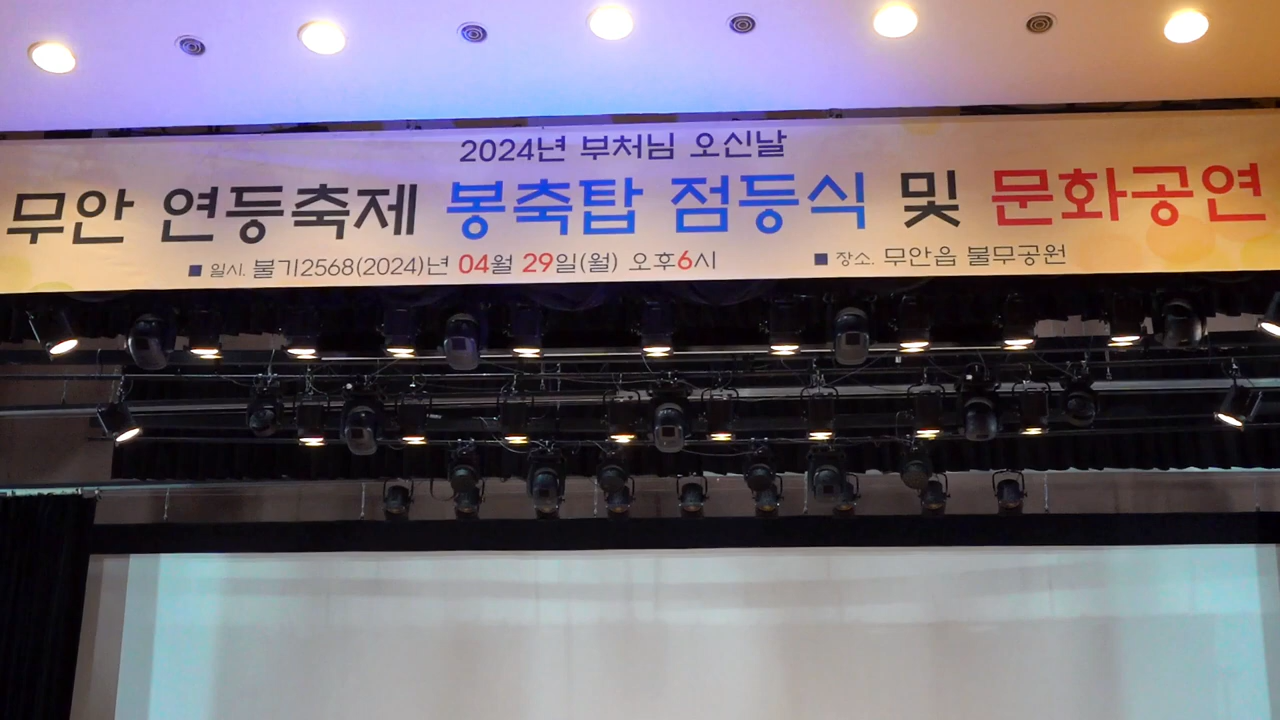 2024년 부처님 오신날
무안 연등축제 봉축탑 점등식 및 문화공연
■ 일시. 불기2568(2024)년 04월 29일(월) 오후6시 ■ 장소. 무안읍 불무공원